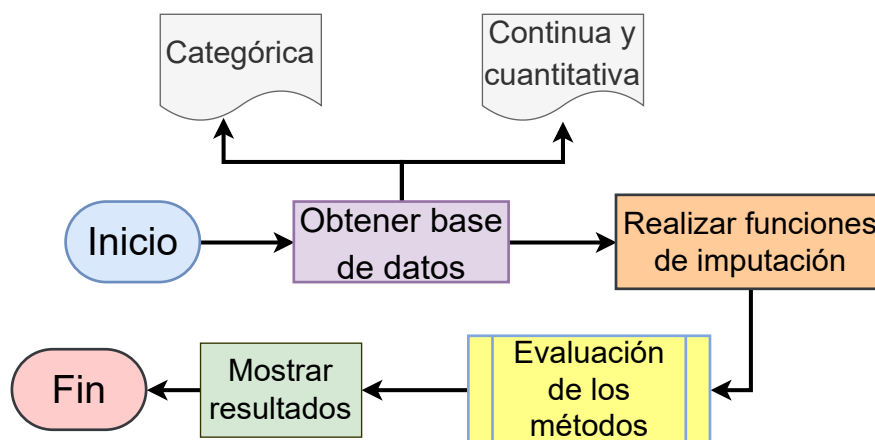 Categórica
Continua y
cuantitativa
Inicio
Obtener base
de datos
Realizar funciones
de imputación
Fin
Mostrar
resultados
Evaluación
de los
métodos